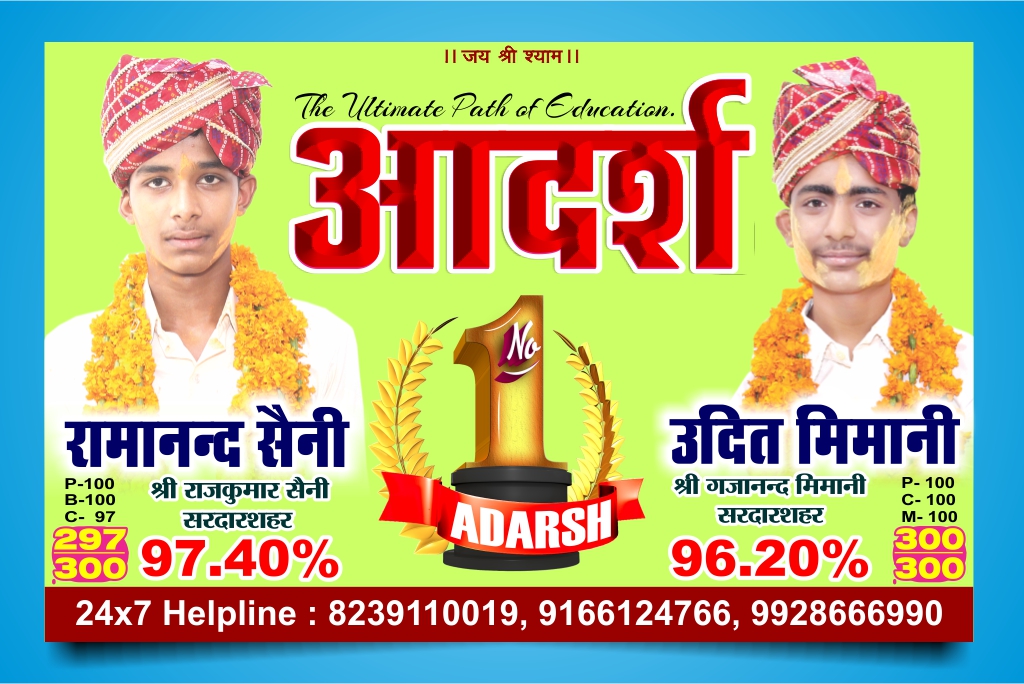 ।। जय श्री श्याम ।।
The Ultimate Path of Education.
आदर्श
No
1
ADARSH
रामानन्द सैनी
P-100
B-100
C- 97
297
300
श्री राजकुमार सैनी
सरदारशहर
97.40%
उदित मिमानी
श्री गजानन्द मिमानी
सरदारशहर
96.20%
P- 100
C- 100
M- 100
300
300
24x7 Helpline : 8239110019, 9166124766, 9928666990